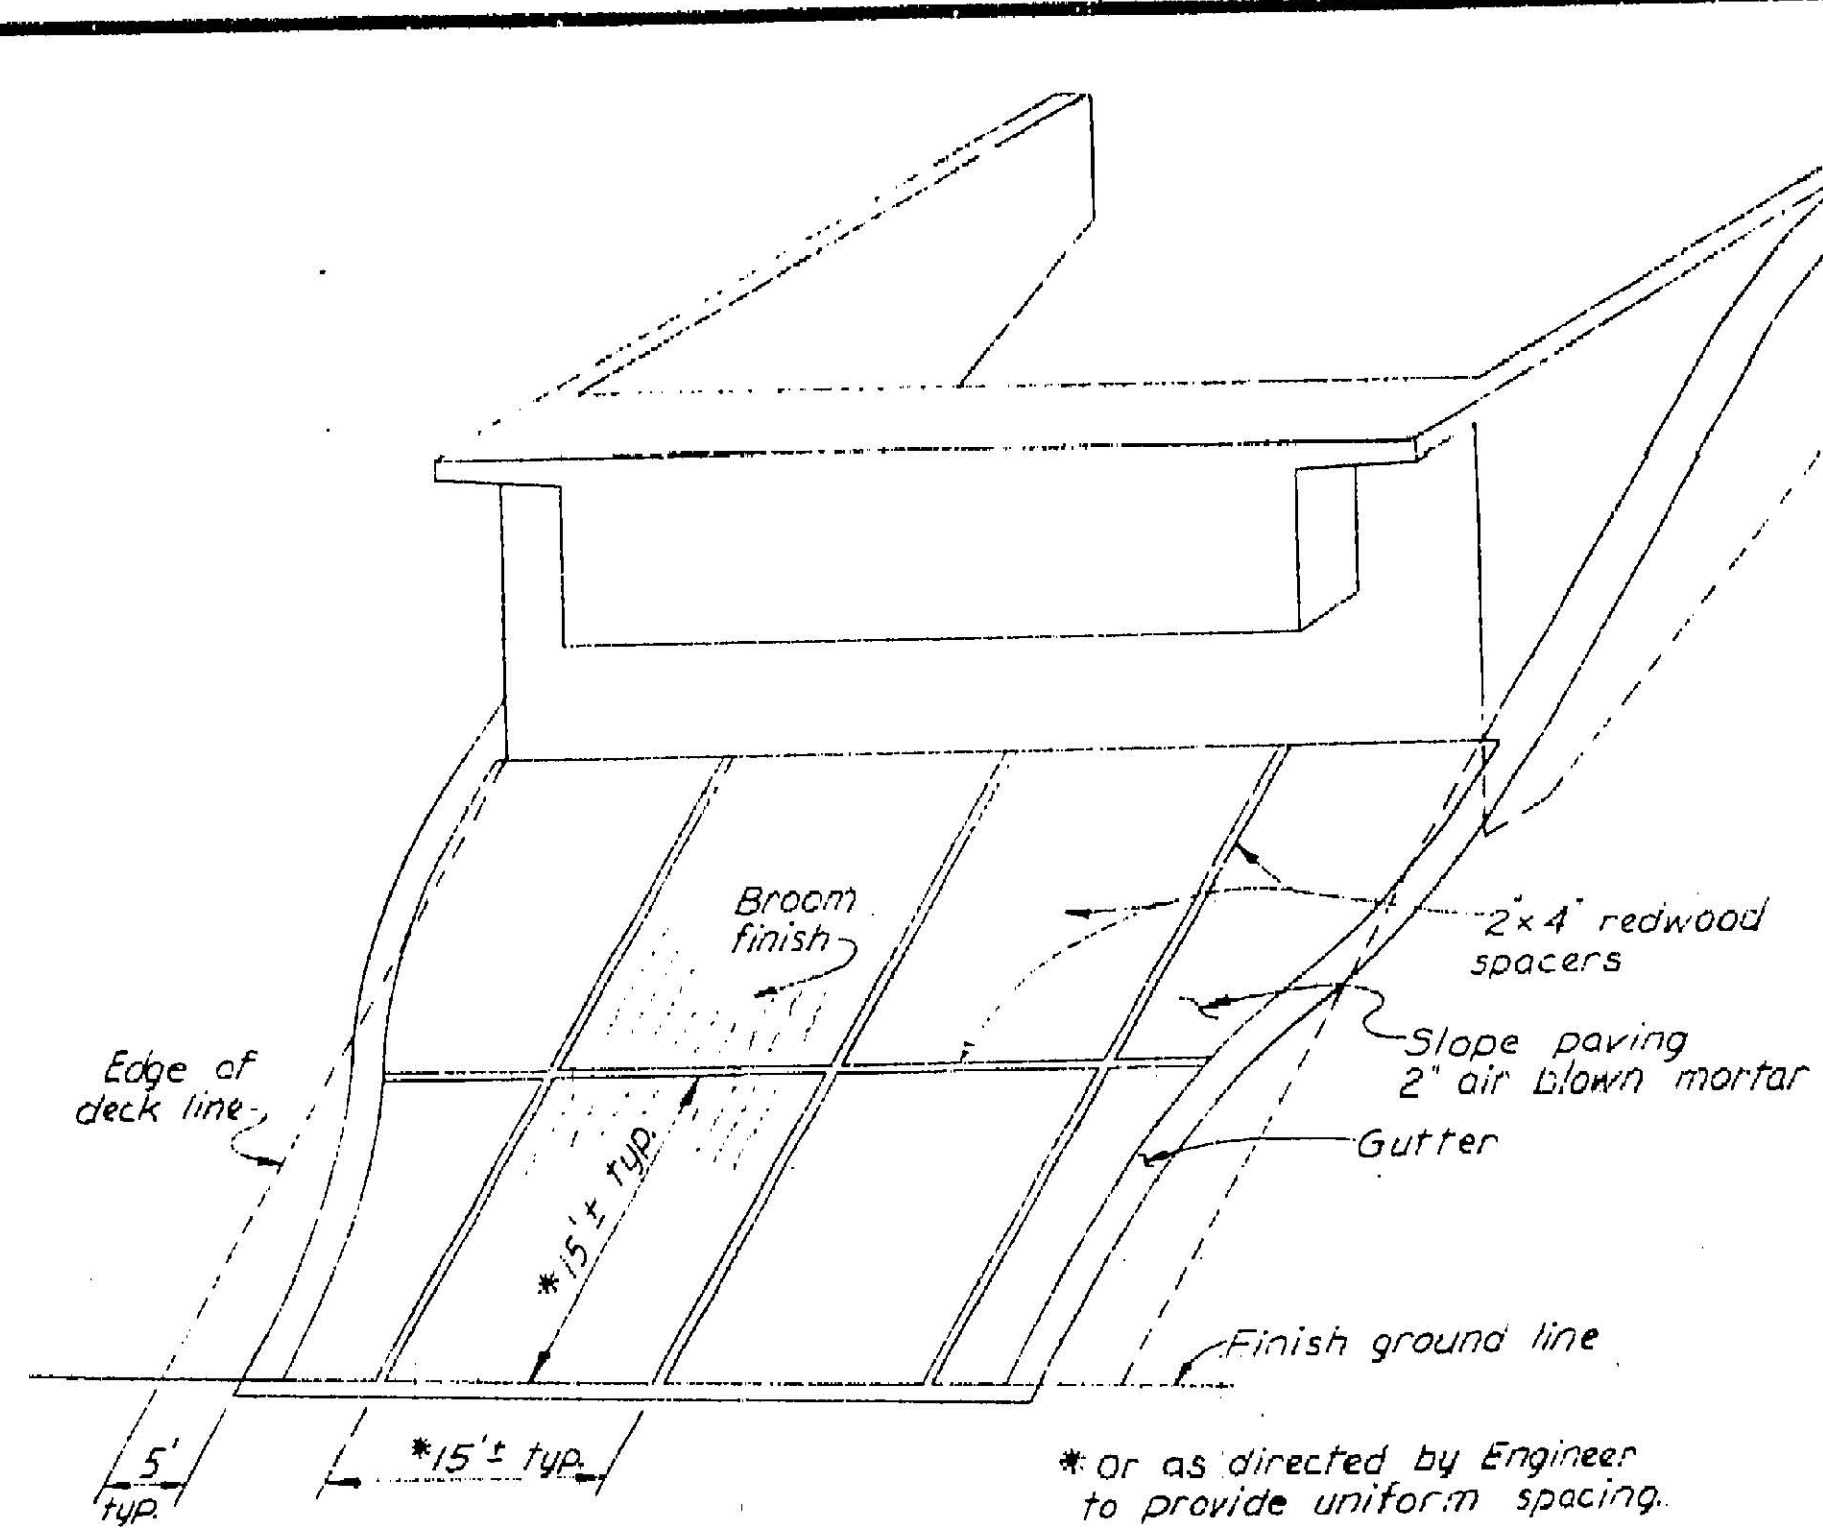 Broom
finish
2"x4" redwood
spacers
Edge of
deck line
Slope paving
2" air blown mortar
*15'± typ.
Gutter
Finish ground line
5'
typ.
*15'± typ.
* or as directed by Engineer
to provide uniform spacing.